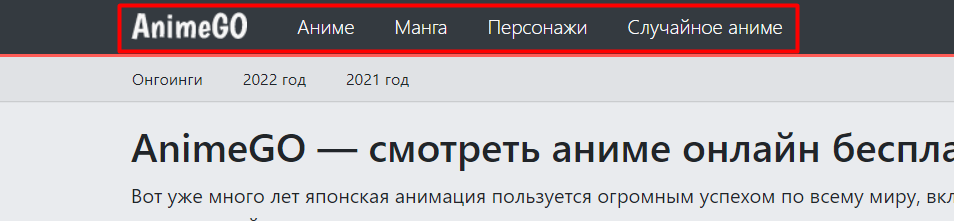 AnimeGO Аниме Манга Персонажи Случайное аниме
Онгоинги 2022 год 2021 год
AnimeGO — смотреть аниме онлайн беспла
Вот уже много лет японская анимация пользуется огромным успехом по всему миру, вкл